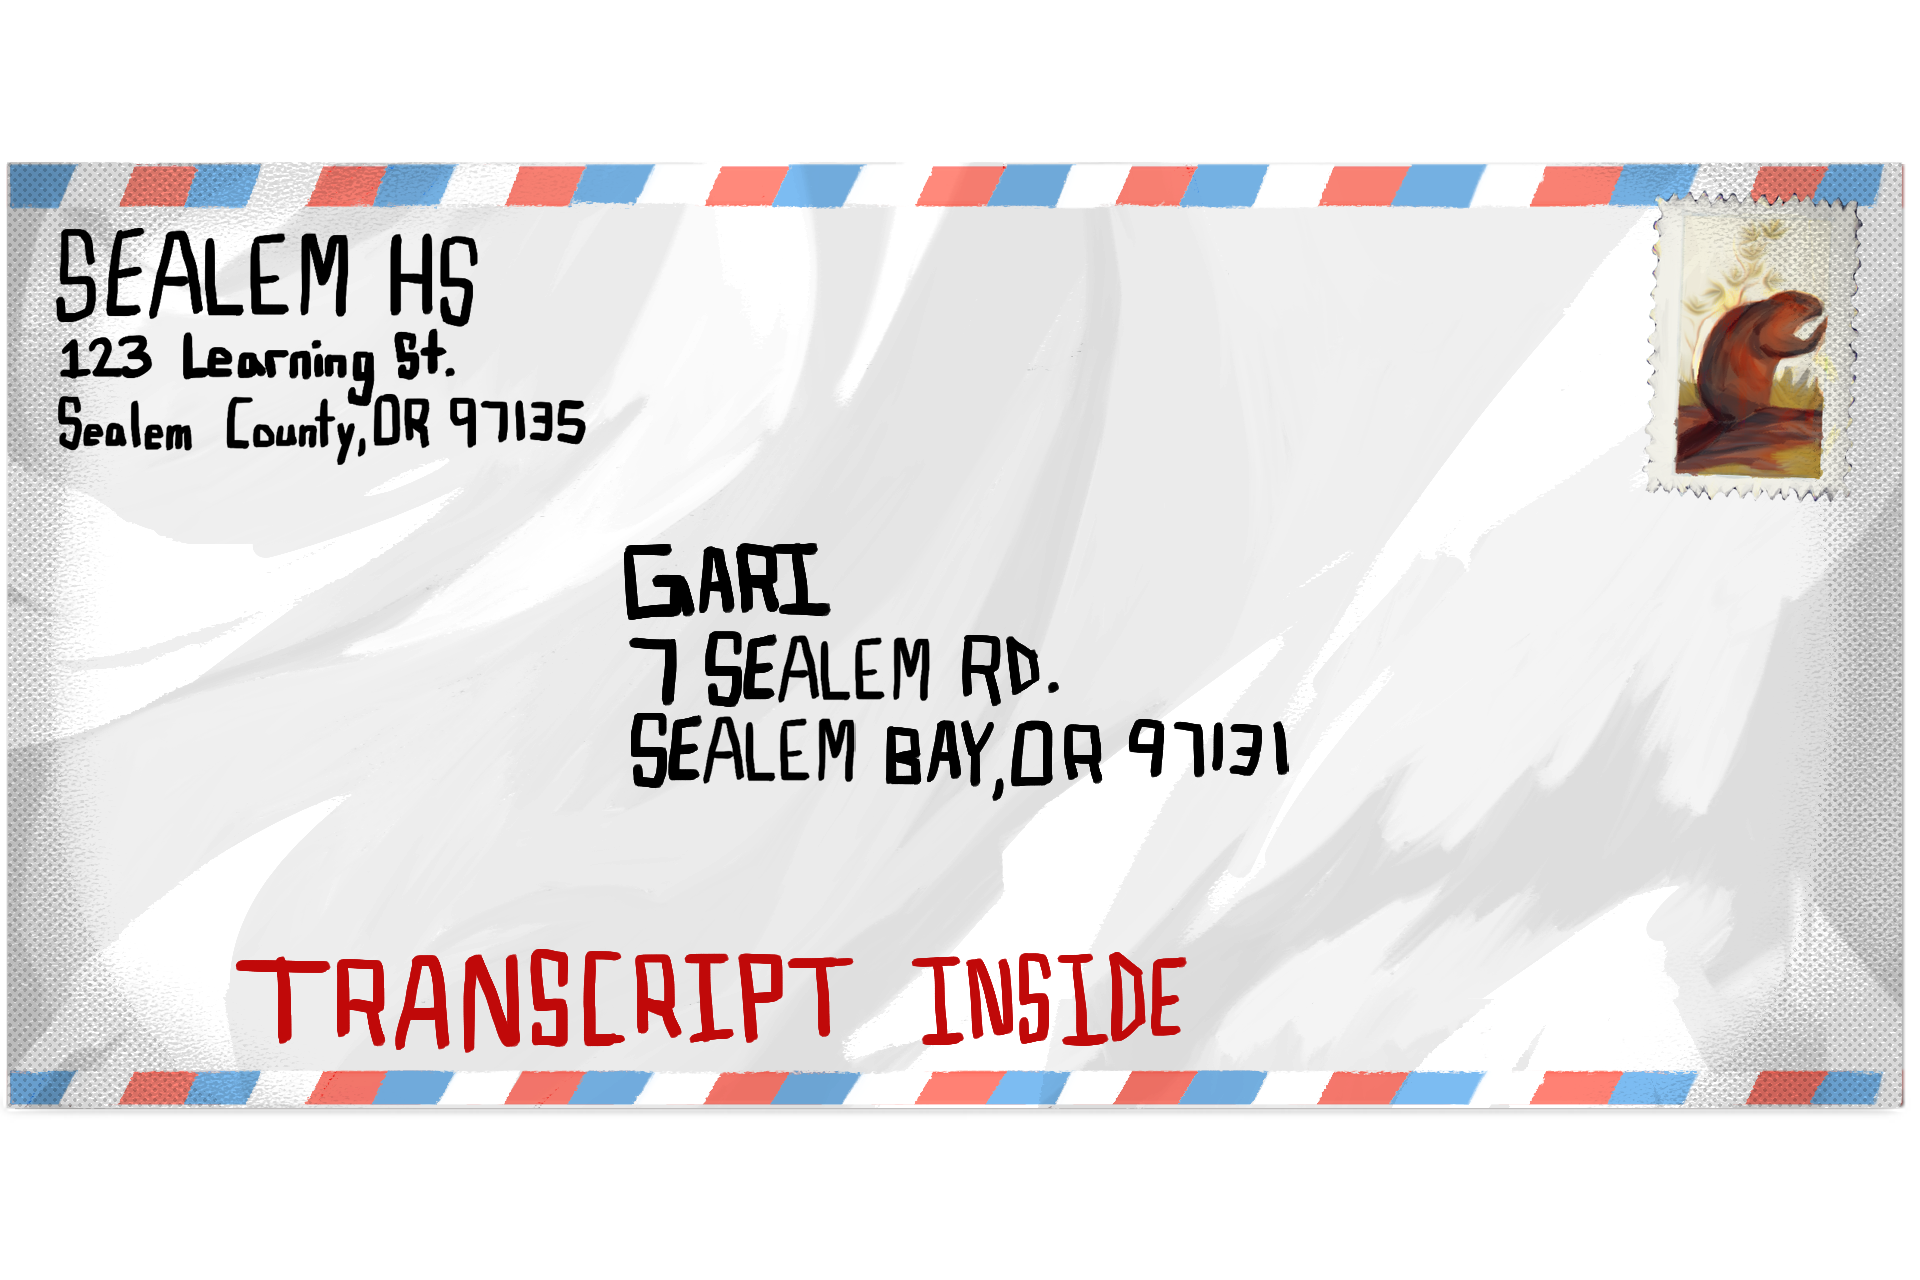 SEALEM HS
123 Learning St.
Sealem County, OR 97135
GARI
7 SEALEM RD.
SEALEM BAY, OR 97131
TRANSCRIPT INSIDE